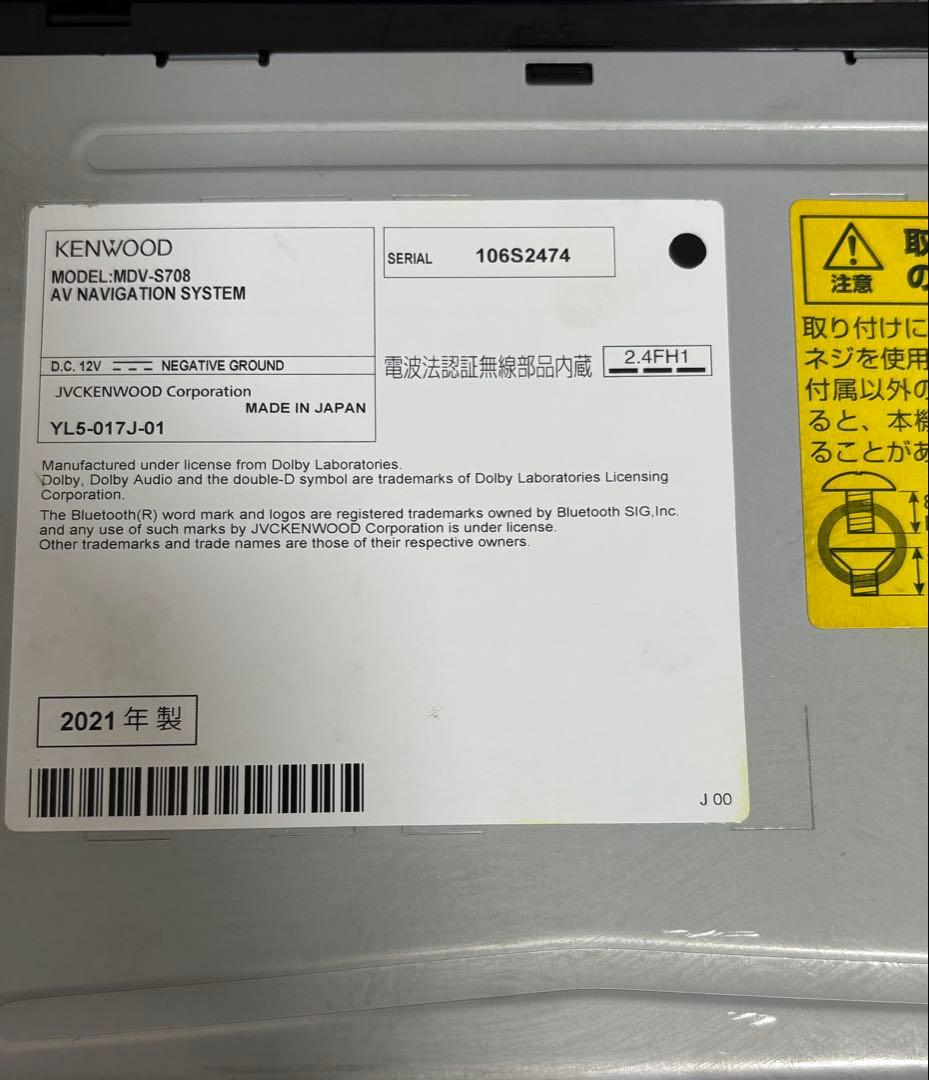 KENWOOD
MODEL:MDV-S708
AV NAVIGATION SYSTEM
D.C. 12V NEGATIVE GROUND
JVCKENWOOD Corporation
MADE IN JAPAN
YL5-017J-01
SERIAL 106S2474
電波法認証無線部品内蔵 2.4FH1
Manufactured under license from Dolby Laboratories.
Dolby, Dolby Audio and the double-D symbol are trademarks of Dolby Laboratories Licensing
Corporation.
The Bluetooth(R) word mark and logos are registered trademarks owned by Bluetooth SIG,Inc.
and any use of such marks by JVCKENWOOD Corporation is under license.
Other trademarks and trade names are those of their respective owners.
2021 年 製
J 00
注意
取り付けに
ネジを使用
付属以外の
ると、本機
ることがあ